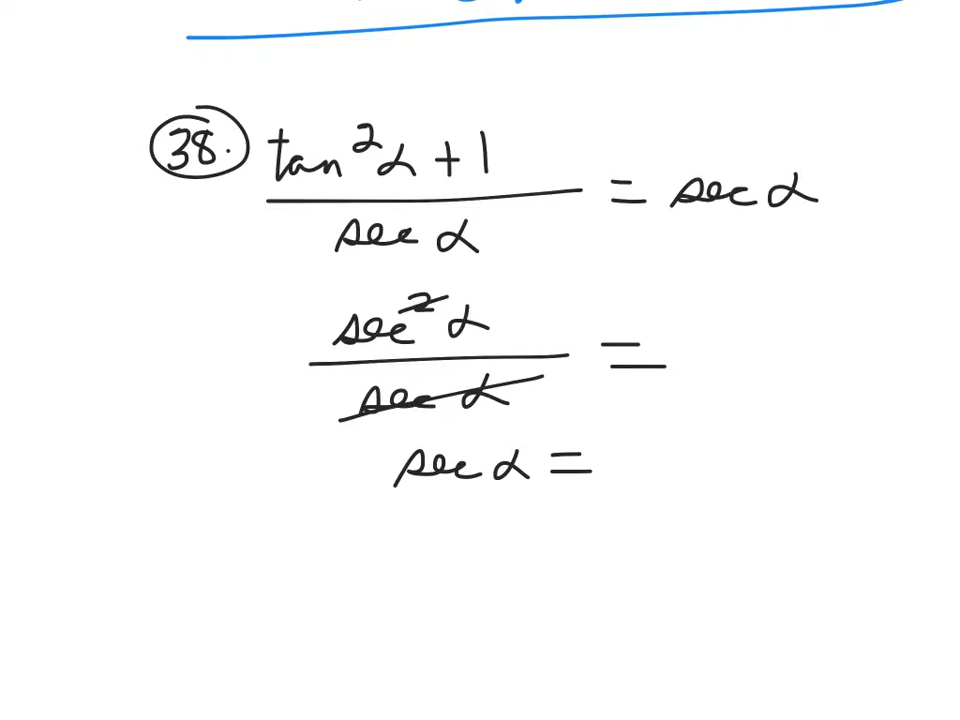 38. tan²α + 1 / sec α = sec α
sec²α / sec α =
sec α =